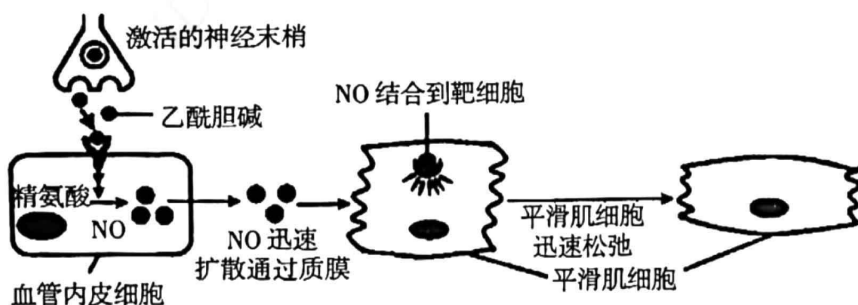 激活的神经末梢
乙酰胆碱
精氨酸
NO
血管内皮细胞
NO 迅速
扩散通过质膜
NO 结合到靶细胞
平滑肌细胞
迅速松弛
平滑肌细胞